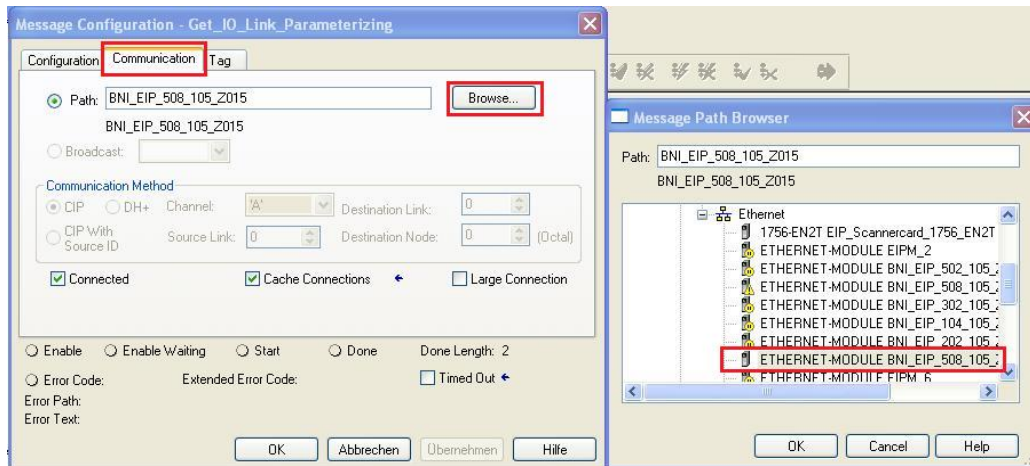 Message Configuration - Get_IO_Link_Parameterizing
Configuration Communication Tag
Path: BNI_EIP_508_105_Z015 Browse...
BNI_EIP_508_105_Z015
Broadcast:
Communication Method
CIP DH+ Channel: 'A' Destination Link: 0
CIP With Source ID Source Link: 0 Destination Node: 0 (Octal)
Connected Cache Connections Large Connection
Enable Enable Waiting Start Done Done Length: 2
Error Code: Extended Error Code: Timed Out
Error Path:
Error Text:
OK Abbrechen Übernehmen Hilfe
Message Path Browser
Path: BNI_EIP_508_105_Z015
BNI_EIP_508_105_Z015
Ethernet
1756-EN2T EIP_Scannercard_1756_EN2T
ETHERNET-MODULE EIPM_2
ETHERNET-MODULE BNI_EIP_502_105_
ETHERNET-MODULE BNI_EIP_508_105_
ETHERNET-MODULE BNI_EIP_302_105_
ETHERNET-MODULE BNI_EIP_104_105_
ETHERNET-MODULE BNI_EIP_202_105_
ETHERNET-MODULE BNI_EIP_508_105_
ETHERNET-MODULE EIPM_6
OK Cancel Help